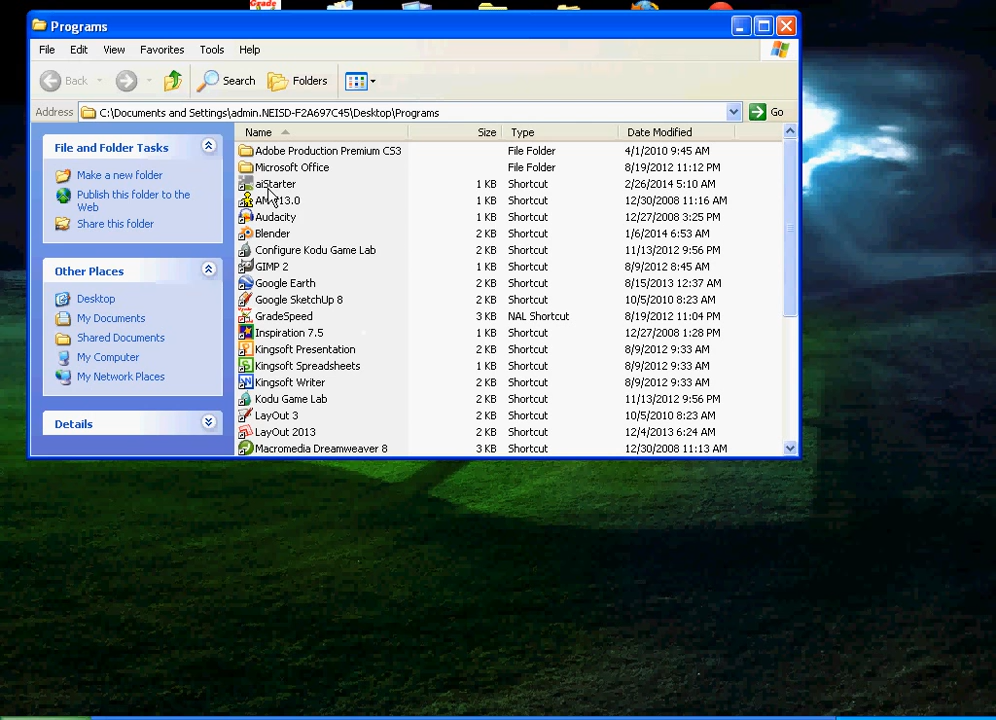 Grade
Programs
File Edit View Favorites Tools Help
Back Search Folders
Address C:\Documents and Settings\admin.NEISD-F2A697C45\Desktop\Programs Go
File and Folder Tasks
Make a new folder
Publish this folder to the
Web
Share this folder
Other Places
Desktop
My Documents
Shared Documents
My Computer
My Network Places
Details
Name Size Type Date Modified
Adobe Production Premium CS3 File Folder 4/1/2010 9:45 AM
Microsoft Office File Folder 8/19/2012 11:12 PM
aiStarter 1 KB Shortcut 2/26/2014 5:10 AM
13.0 1 KB Shortcut 12/30/2008 11:16 AM
Audacity 1 KB Shortcut 12/27/2008 3:25 PM
Blender 2 KB Shortcut 1/6/2014 6:53 AM
Configure Kodu Game Lab 2 KB Shortcut 11/13/2012 9:56 PM
GIMP 2 1 KB Shortcut 8/9/2012 8:45 AM
Google Earth 2 KB Shortcut 8/15/2013 12:37 AM
Google SketchUp 8 2 KB Shortcut 10/5/2010 8:23 AM
GradeSpeed 3 KB NAL Shortcut 8/19/2012 11:04 PM
Inspiration 7.5 1 KB Shortcut 12/27/2008 1:28 PM
Kingsoft Presentation 2 KB Shortcut 8/9/2012 9:33 AM
Kingsoft Spreadsheets 2 KB Shortcut 8/9/2012 9:33 AM
Kingsoft Writer 2 KB Shortcut 8/9/2012 9:33 AM
Kodu Game Lab 2 KB Shortcut 11/13/2012 9:56 PM
LayOut 3 2 KB Shortcut 10/5/2010 8:23 AM
LayOut 2013 2 KB Shortcut 12/4/2013 6:24 AM
Macromedia Dreamweaver 8 3 KB Shortcut 12/30/2008 11:13 AM